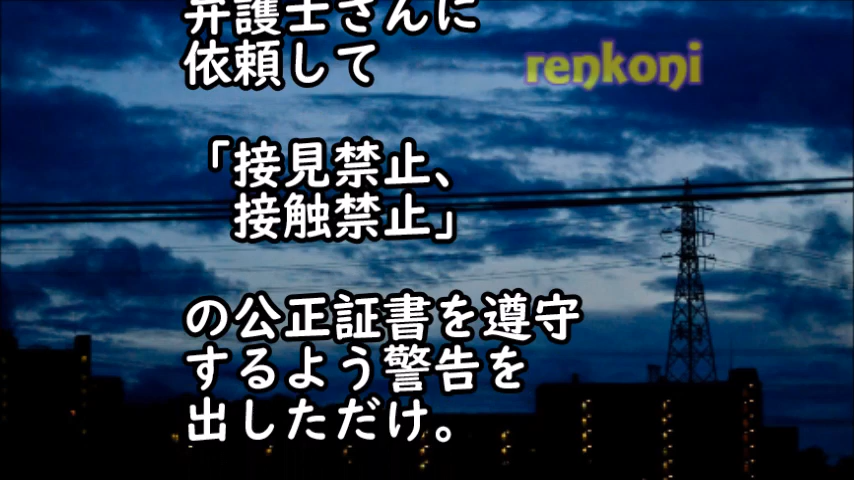 弁護士さんに
依頼して
renkoni
「接見禁止、
接触禁止」
の公正証書を遵守
するよう警告を
出しただけ。